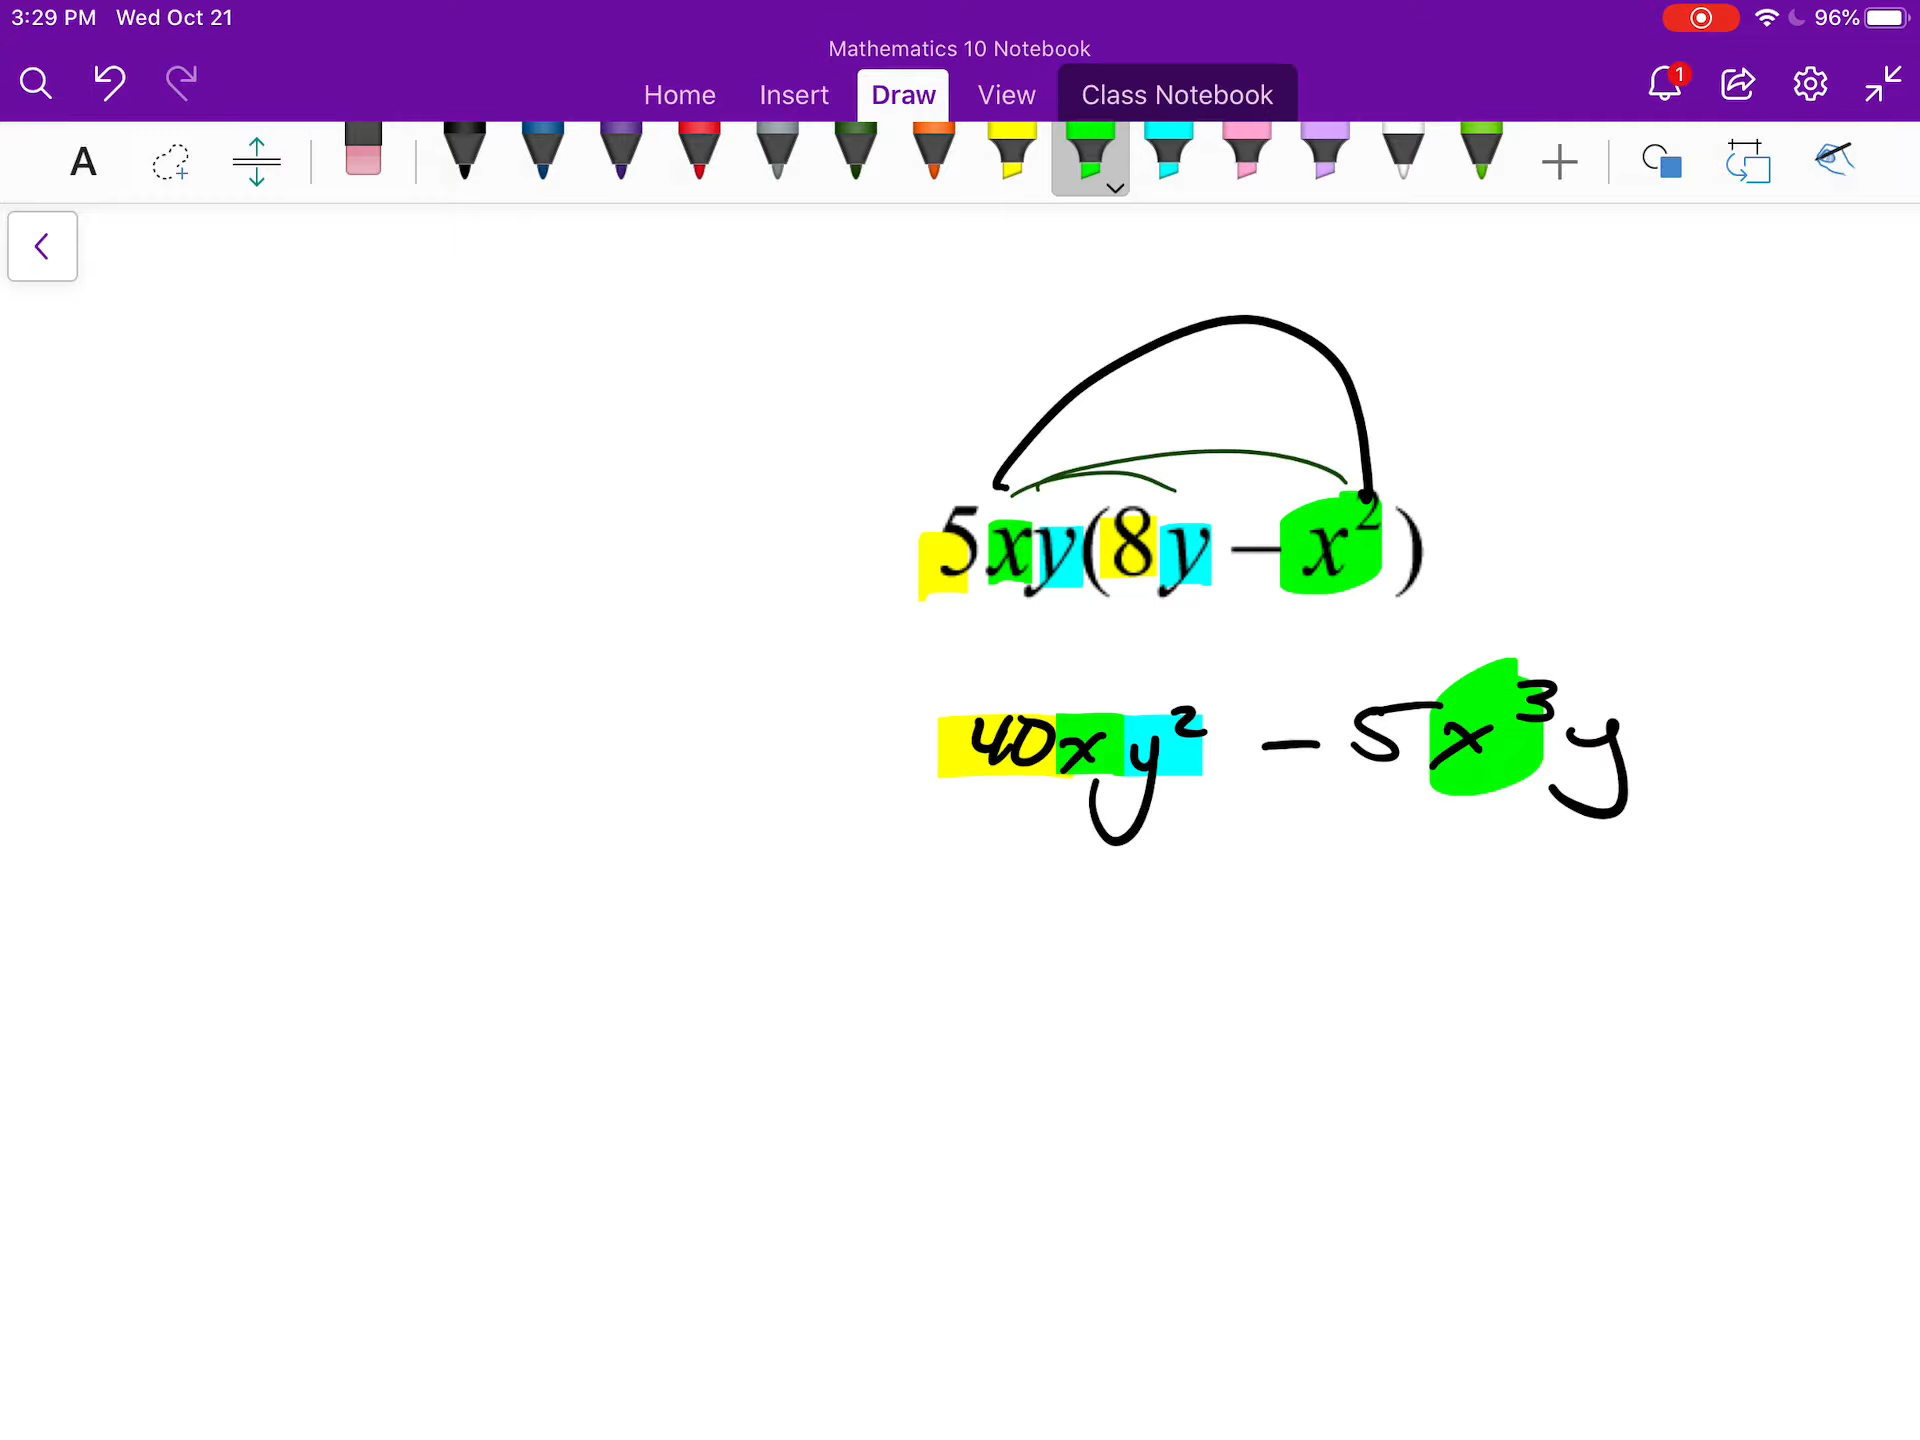 3:29 PM Wed Oct 21 96%
Mathematics 10 Notebook
Home Insert Draw View Class Notebook 1
A
5xy(8y − x²)
40xy² − 5x³y